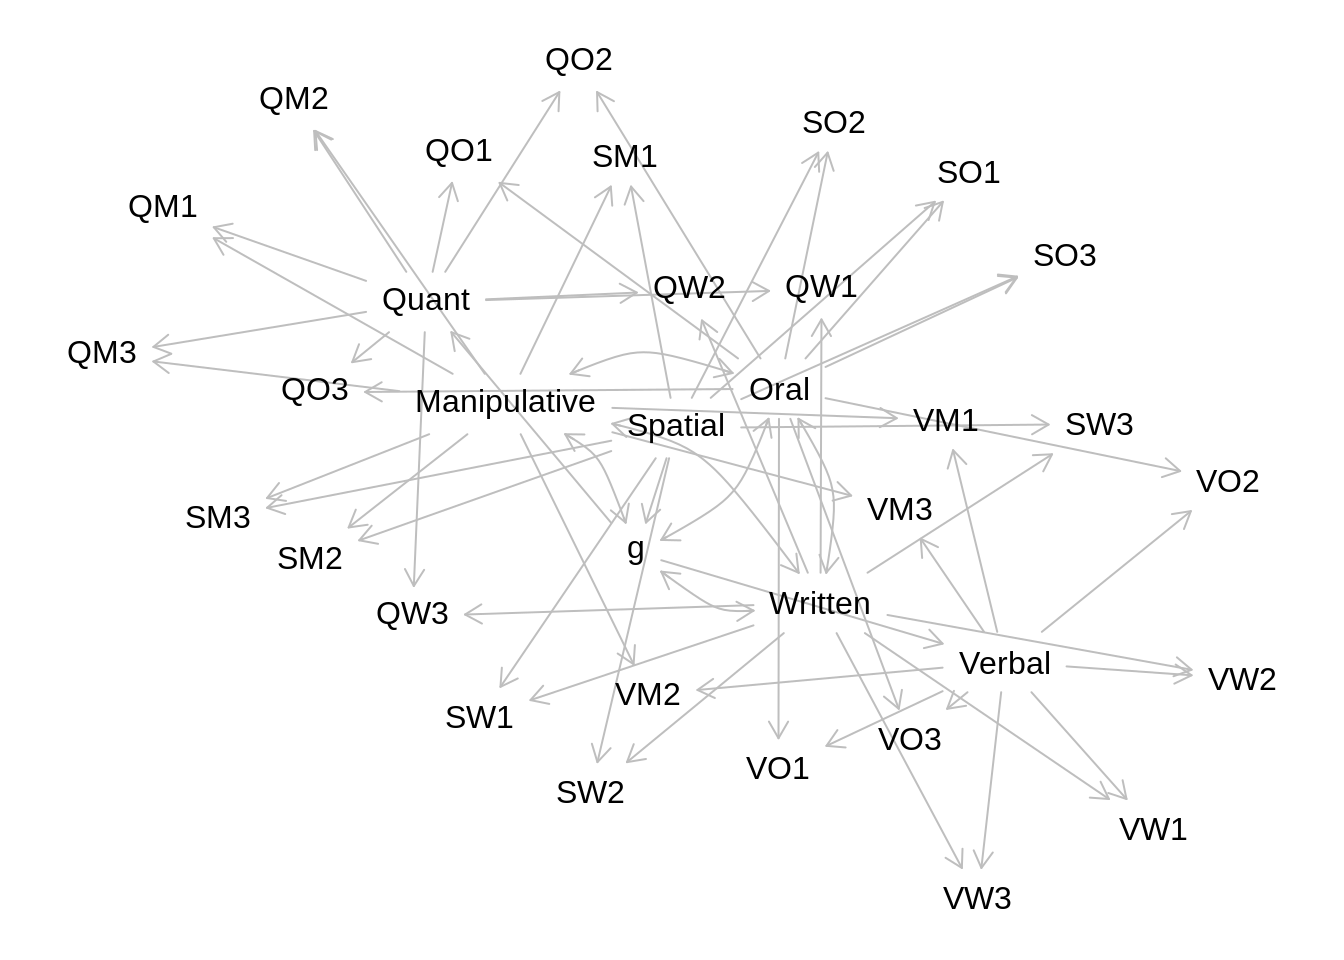 QO2
QM2
SO2
QO1
SM1
SO1
QM1
SO3
QW2
QW1
Quant
QM3
QO3
Oral
Manipulative
VM1
SW3
Spatial
VO2
VM3
SM3
g
SM2
Written
QW3
Verbal
VW2
VM2
SW1
VO3
VO1
SW2
VW1
VW3